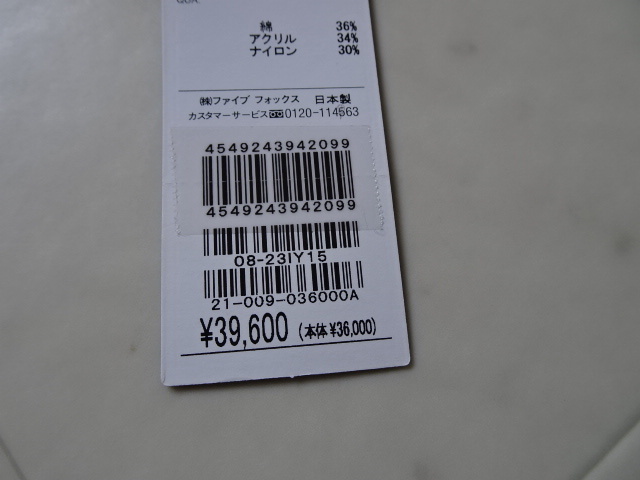 QUA.
綿 36%
アクリル 34%
ナイロン 30%
㈱ファイブ フォックス 日本製
カスタマーサービス 0120-114563
4549243942099
4549243942099
08-23IY15
21-009-036000A
¥39,600 (本体 ¥36,000)